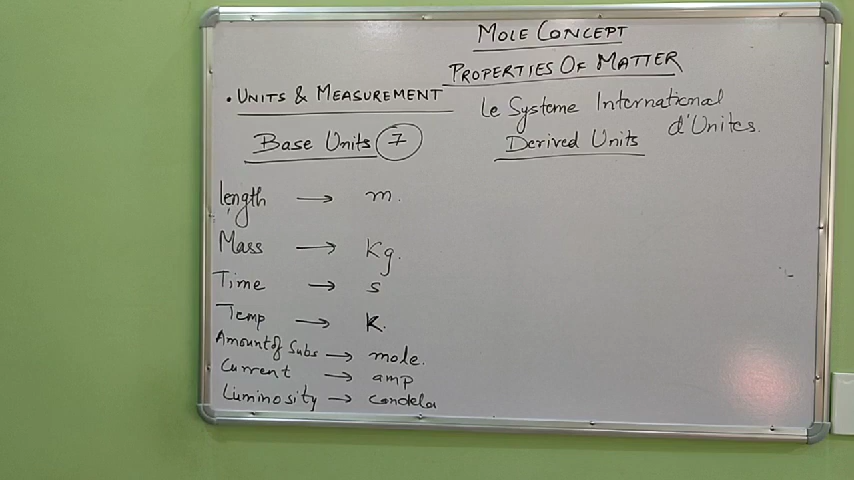 MOLE CONCEPT
PROPERTIES OF MATTER
• UNITS & MEASUREMENT
Le Systeme International
d'Unites.
Base Units 7
Derived Units
length → m.
Mass → Kg.
Time → s
Temp → K.
Amount of Subs → mole.
Current → amp
Luminosity → candela